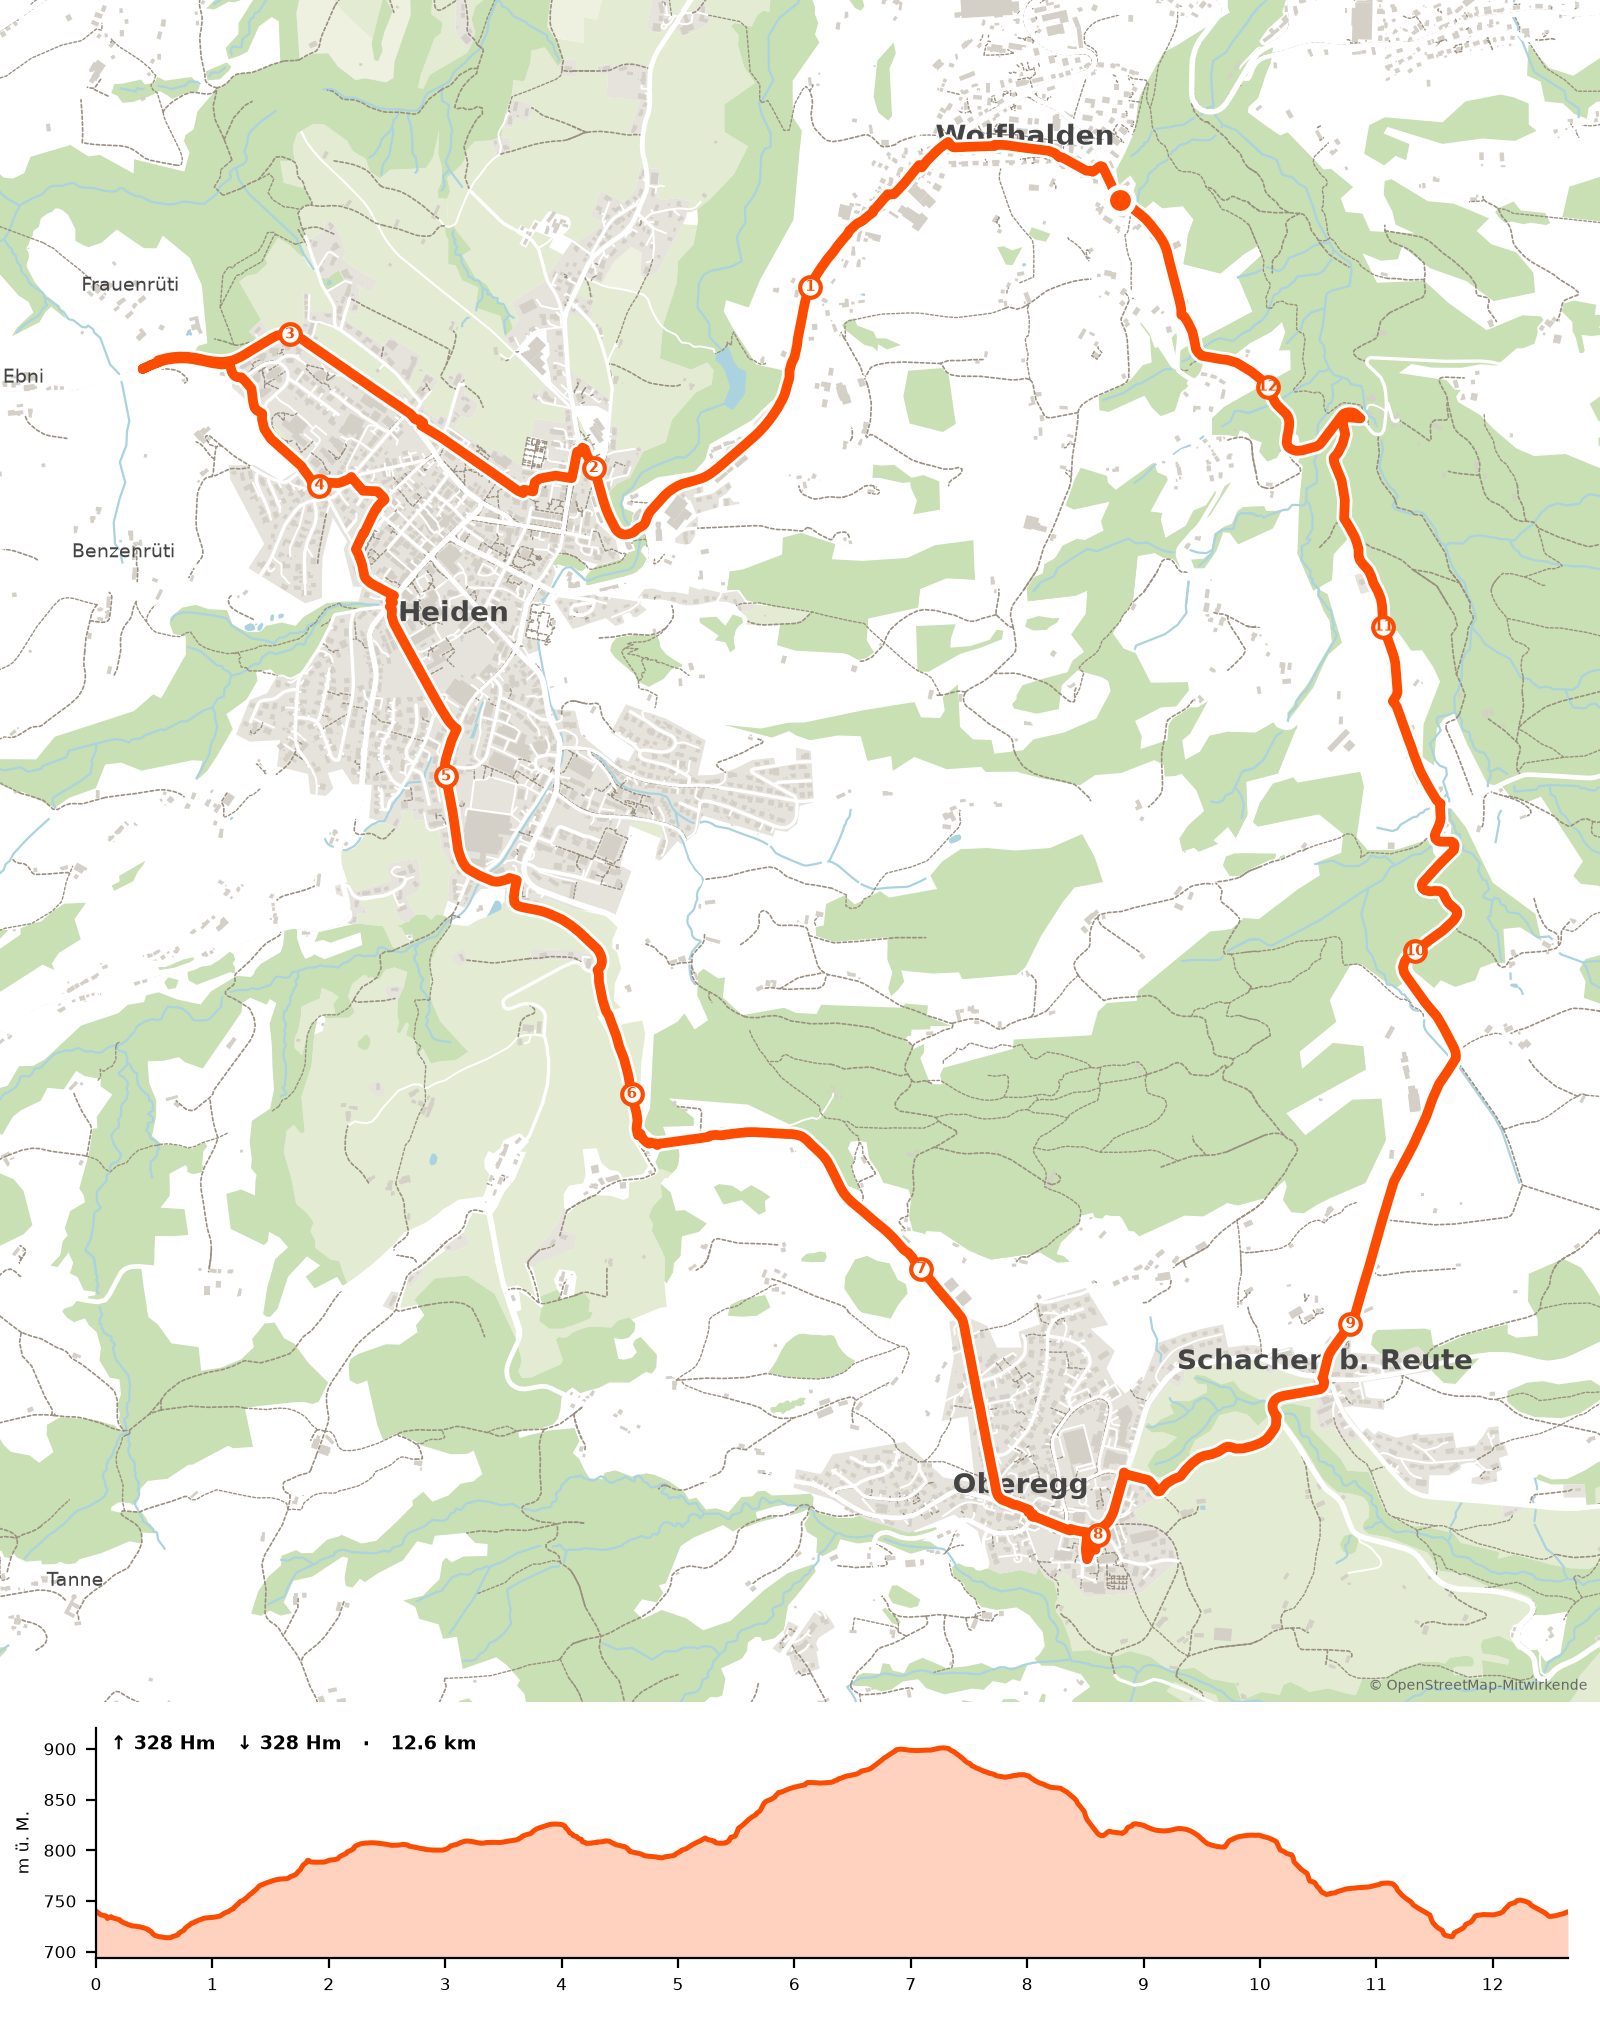 Wolfhalden
Frauenrüti
1
3
Ebni
12
2
4
Benzenrüti
Heiden
11
5
10
6
7
9
Schachen b. Reute
Oberegg
8
Tanne
© OpenStreetMap-Mitwirkende
↑ 328 Hm ↓ 328 Hm · 12.6 km
900
850
800
750
700
m ü. M.
0 1 2 3 4 5 6 7 8 9 10 11 12